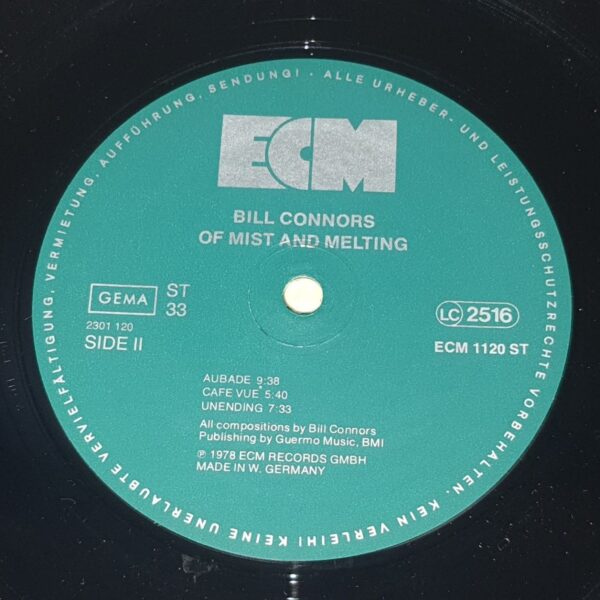 ALLE URHEBER- UND LEISTUNGSSCHUTZRECHTE VORBEHALTEN · KEIN VERLEIH! KEINE UNERLAUBTE VERVIELFÄLTIGUNG, VERMIETUNG, AUFFÜHRUNG, SENDUNG! ·
ECM
BILL CONNORS
OF MIST AND MELTING
GEMA
ST
33
2301 120
SIDE II
LC 2516
ECM 1120 ST
AUBADE 9:38
CAFE VUE 5:40
UNENDING 7:33
All compositions by Bill Connors
Publishing by Guermo Music, BMI
℗ 1978 ECM RECORDS GMBH
MADE IN W. GERMANY